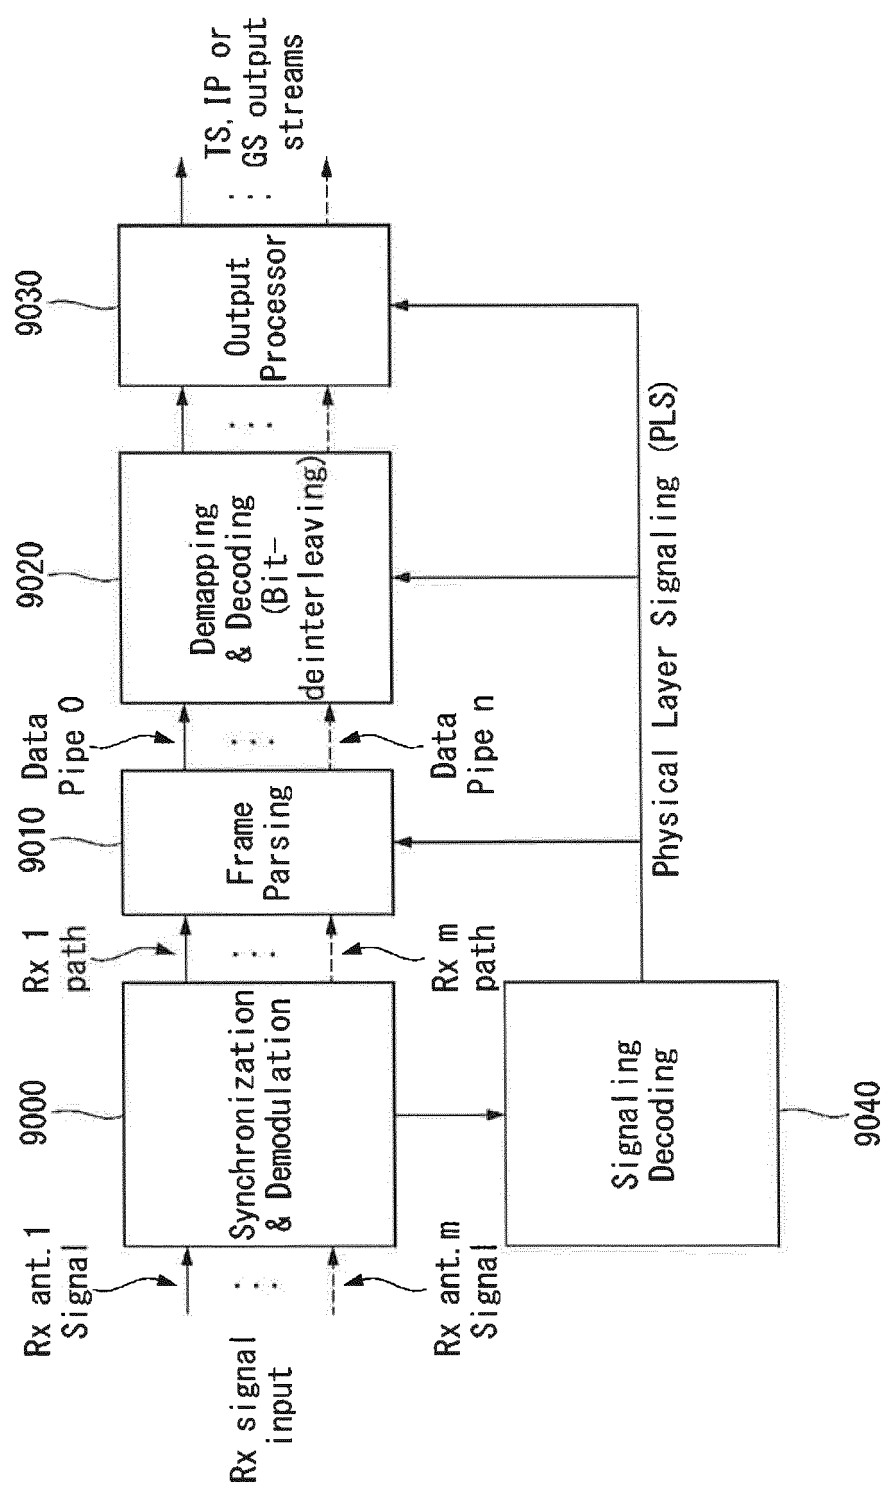 Rx signal
input
Rx ant.1
Signal
Rx ant.m
Signal
9000
Synchronization
& Demodulation
Rx 1
path
Rx m
path
9010
Frame
Parsing
Data
Pipe 0
Data
Pipe n
9020
Demapping
& Decoding
(Bit-
deinterleaving)
9030
Output
Processor
TS, IP or
GS output
streams
Signaling
Decoding
9040
Physical Layer Signaling (PLS)